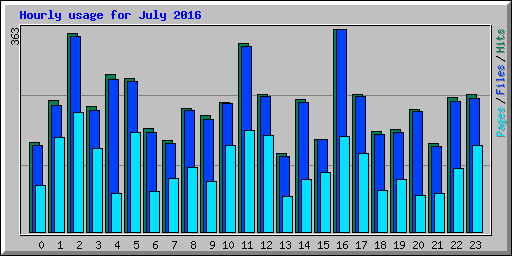 Hourly usage for July 2016
363
Pages/Files/Hits
0 1 2 3 4 5 6 7 8 9 10 11 12 13 14 15 16 17 18 19 20 21 22 23